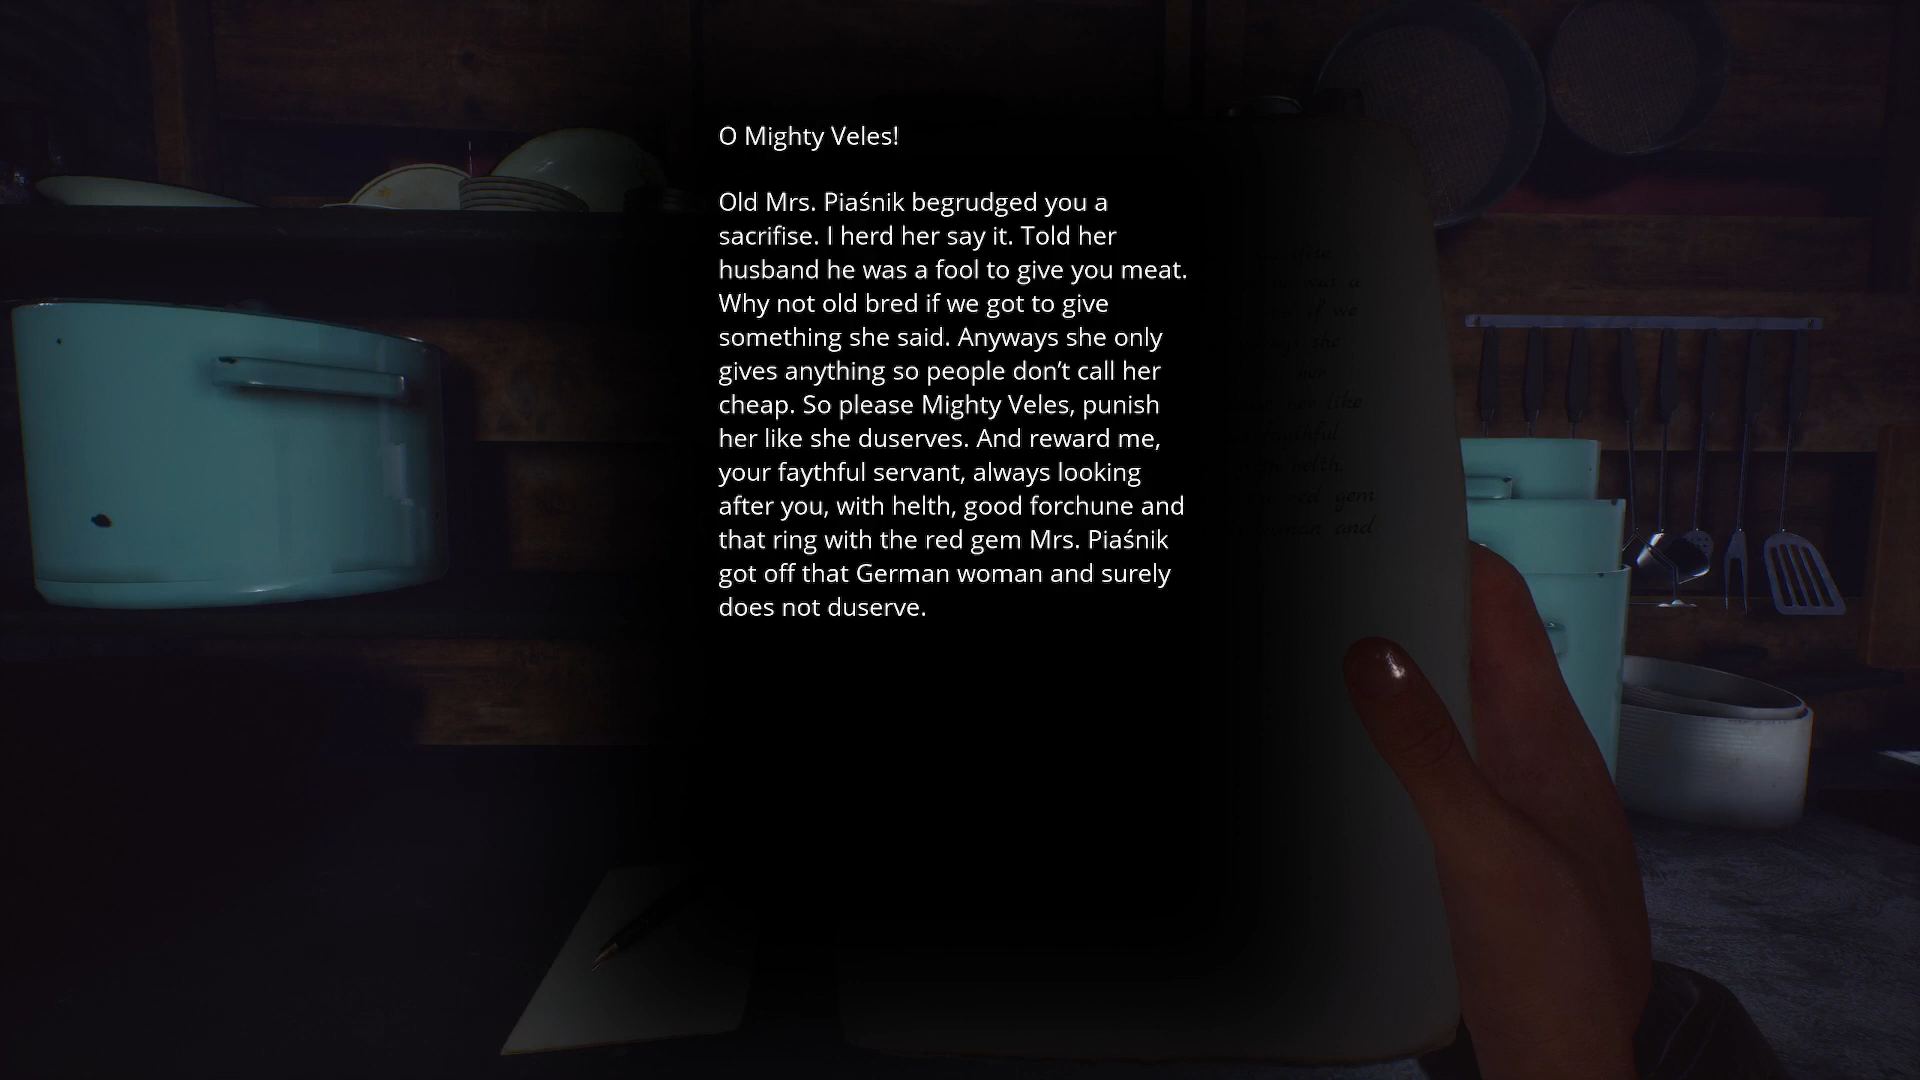 O Mighty Veles!
Old Mrs. Piaśnik begrudged you a
sacrifise. I herd her say it. Told her
husband he was a fool to give you meat.
Why not old bred if we got to give
something she said. Anyways she only
gives anything so people don’t call her
cheap. So please Mighty Veles, punish
her like she duserves. And reward me,
your faythful servant, always looking
after you, with helth, good forchune and
that ring with the red gem Mrs. Piaśnik
got off that German woman and surely
does not duserve.